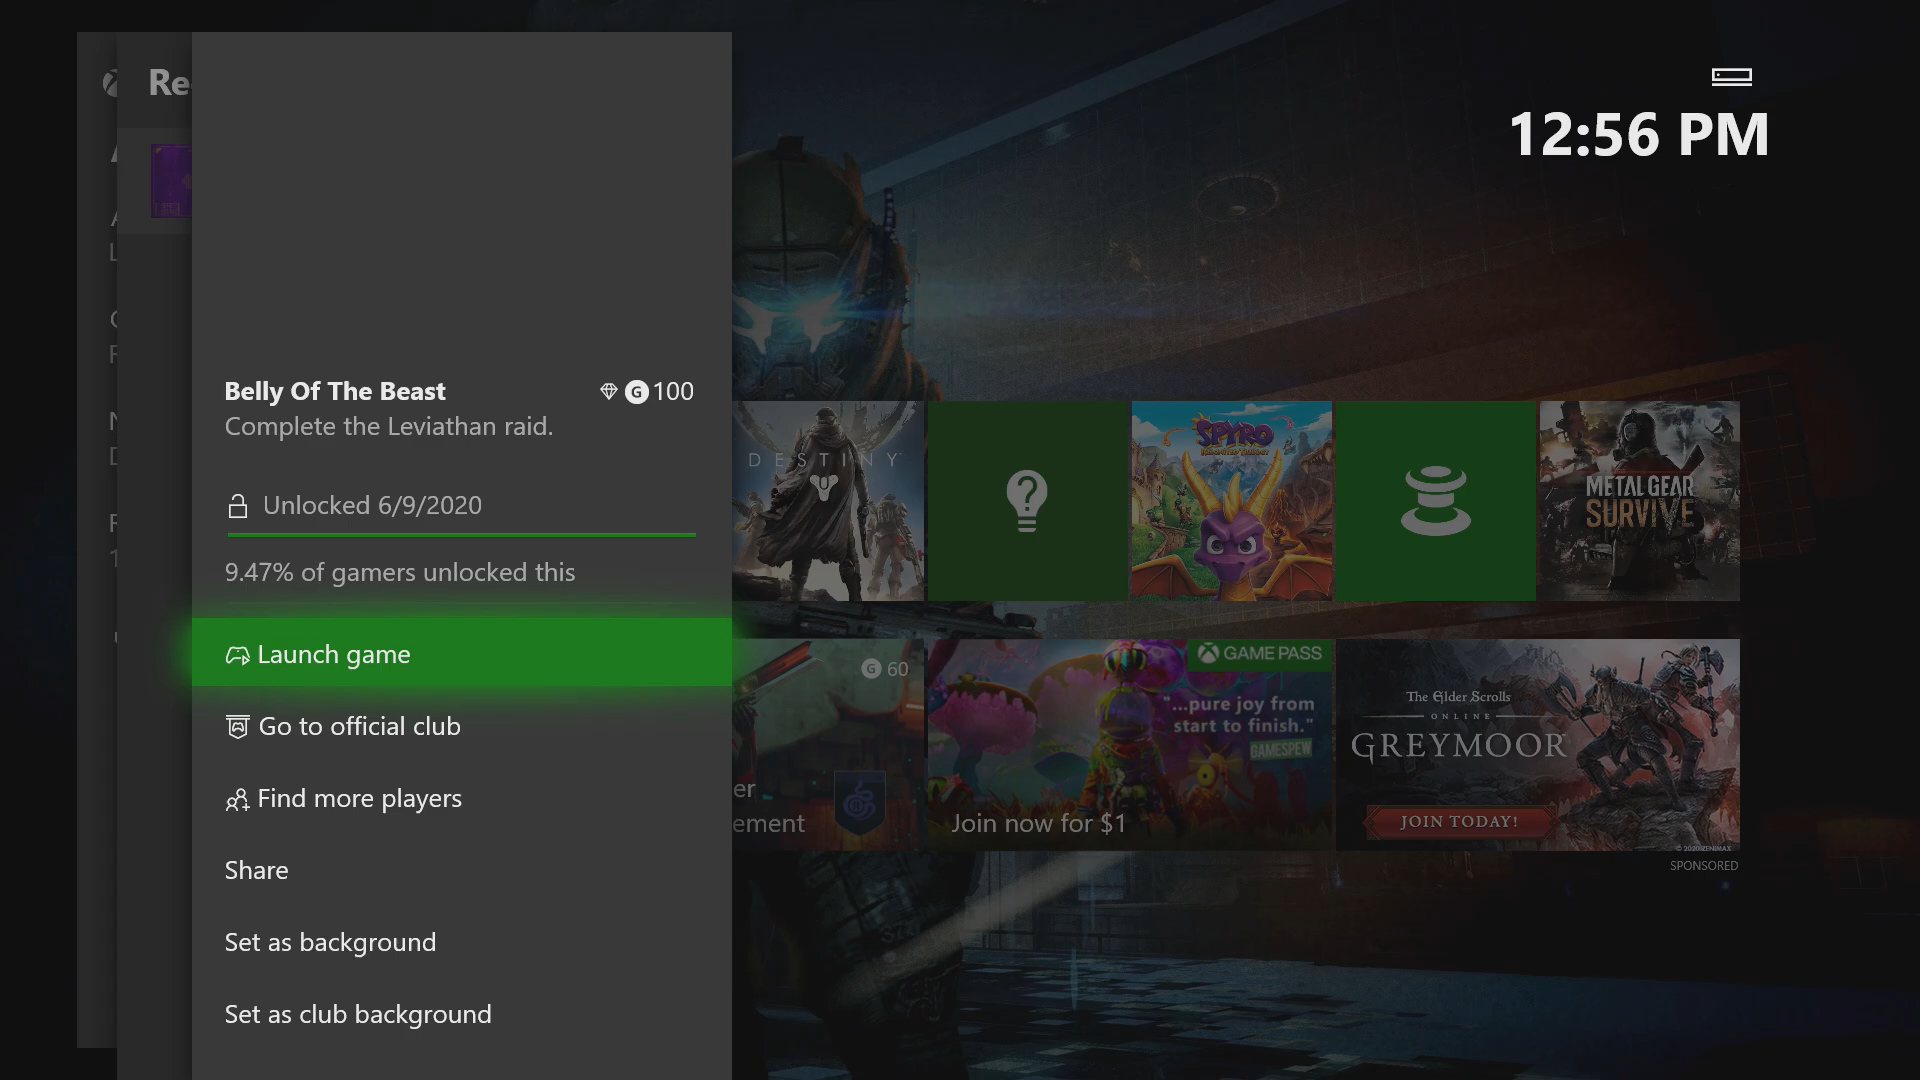 12:56 PM
Re
Belly Of The Beast
G 100
Complete the Leviathan raid.
Unlocked 6/9/2020
9.47% of gamers unlocked this
Launch game
Go to official club
Find more players
Share
Set as background
Set as club background
DESTINY
SPYRO
METAL GEAR
SURVIVE
G 60
er
ement
GAME PASS
"...pure joy from
start to finish."
GAMESPEW
Join now for $1
The Elder Scrolls
ONLINE
GREYMOOR
JOIN TODAY!
SPONSORED